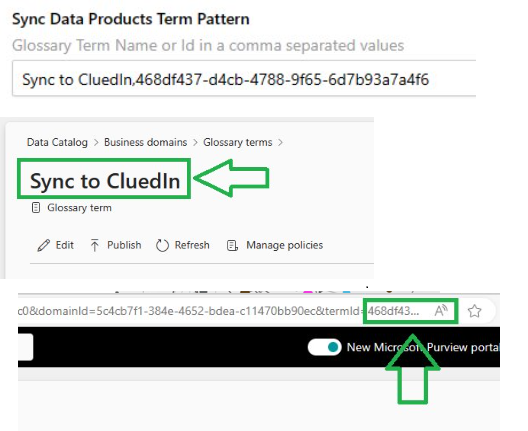 Sync Data Products Term Pattern
Glossary Term Name or Id in a comma separated values
Sync to CluedIn,468df437-d4cb-4788-9f65-6d7b93a7a4f6
Data Catalog > Business domains > Glossary terms >
Sync to CluedIn
Glossary term
Edit Publish Refresh Manage policies
c0&domainId=5c4cb7f1-384e-4652-bdea-c11470bb90ec&termId=468df43...
New Microsoft Purview portal